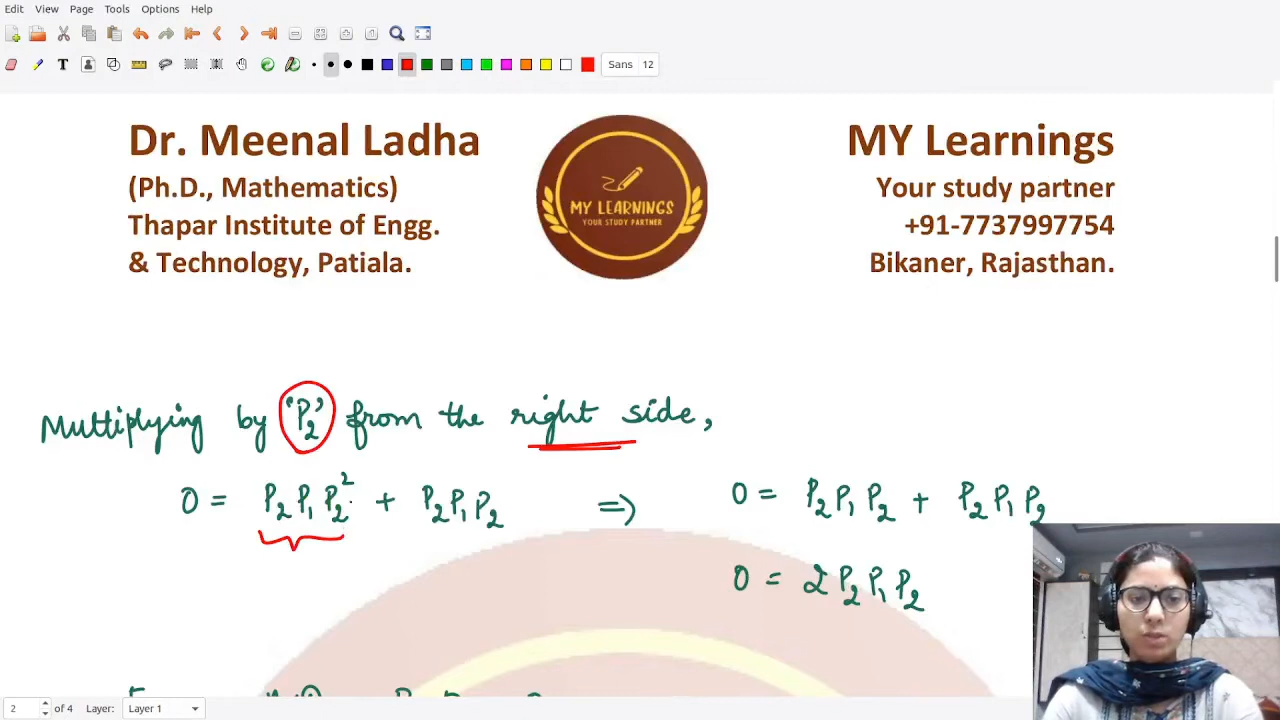 Edit View Page Tools Options Help
T Sans 12
Dr. Meenal Ladha
(Ph.D., Mathematics)
Thapar Institute of Engg.
& Technology, Patiala.
MY LEARNINGS
YOUR STUDY PARTNER
MY Learnings
Your study partner
+91-7737997754
Bikaner, Rajasthan.
Multiplying by 'P₂' from the right side,
0 = P₂P₁P₂² + P₂P₁P₂ ⇒ 0 = P₂P₁P₂ + P₂P₁P₂
0 = 2P₂P₁P₂
2 of 4 Layer: Layer 1